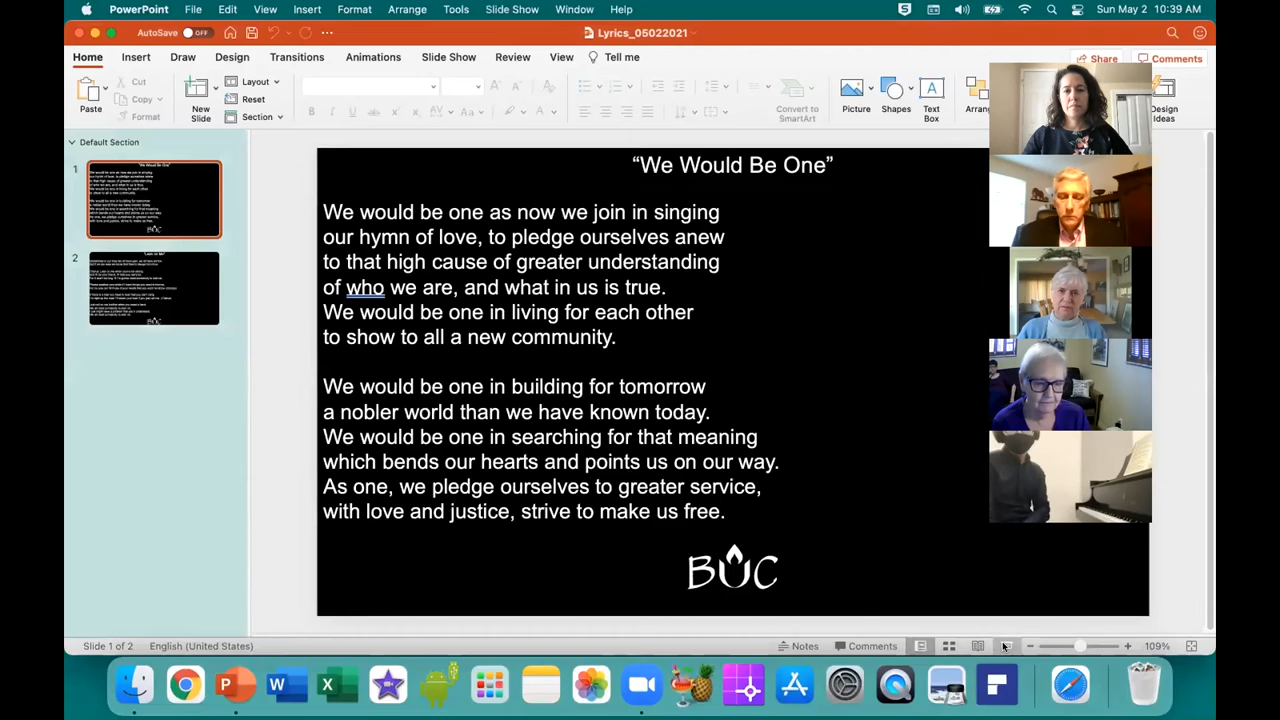 PowerPoint File Edit View Insert Format Arrange Tools Slide Show Window Help Sun May 2 10:39 AM
AutoSave OFF Lyrics_05022021
Home Insert Draw Design Transitions Animations Slide Show Review View Tell me Share Comments
Paste Cut Copy Format New Slide Layout Reset Section Convert to SmartArt Picture Shapes Text Box Design Ideas
Default Section
1
2
“We Would Be One”
We would be one as now we join in singing
our hymn of love, to pledge ourselves anew
to that high cause of greater understanding
of who we are, and what in us is true.
We would be one in living for each other
to show to all a new community.
We would be one in building for tomorrow
a nobler world than we have known today.
We would be one in searching for that meaning
which bends our hearts and points us on our way.
As one, we pledge ourselves to greater service,
with love and justice, strive to make us free.
BUC
Slide 1 of 2 English (United States) Notes Comments 109%